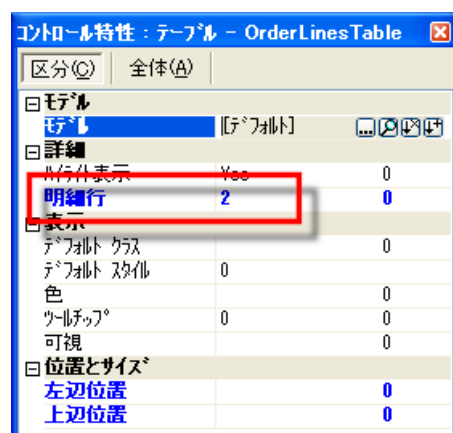 コントロール特性：テーブル - OrderLinesTable
区分(C) 全体(A)
モデル
モデル [デフォルト] ...
詳細
ハイライト表示 Yes 0
明細行 2 0
表示
デフォルト クラス 0
デフォルト スタイル 0
色 0
ツールチップ 0 0
可視 0
位置とサイズ
左辺位置 0
上辺位置 0